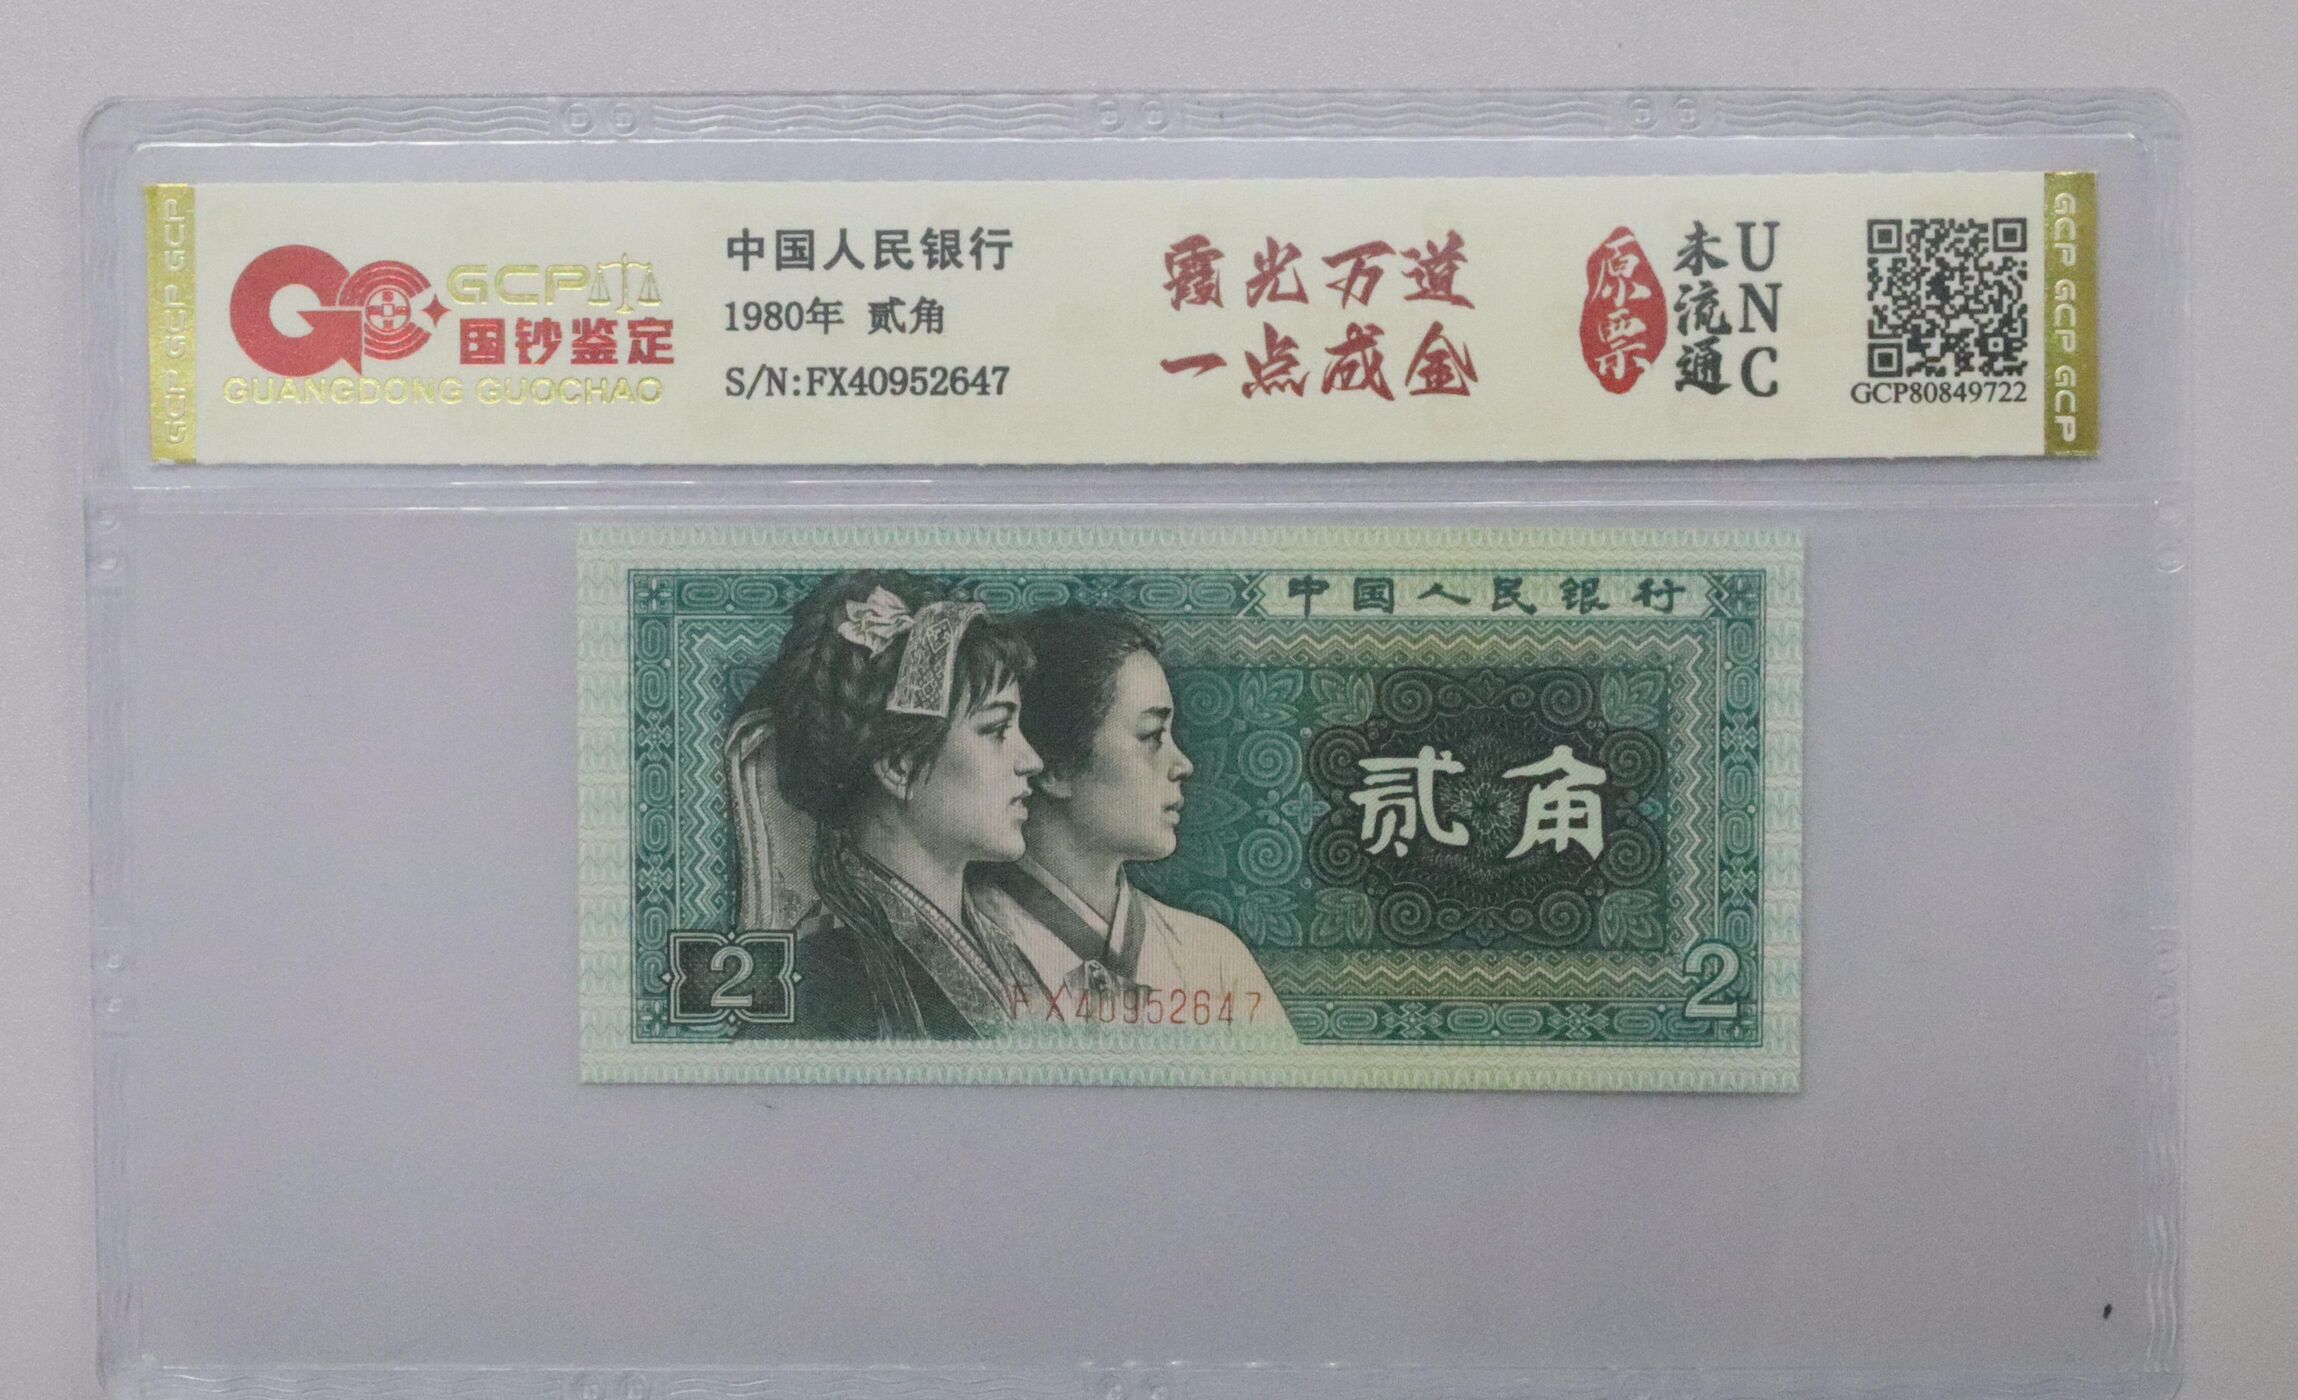 GCP
国钞鉴定
GUANGDONG GUOCHAO
中国人民银行
1980年 贰角
S/N:FX40952647
霞光万道
一点成金
原票
未流通
UNC
GCP80849722
GCP GCP GCP
GCP GCP GCP
中国人民银行
贰角
2
FX40952647
2